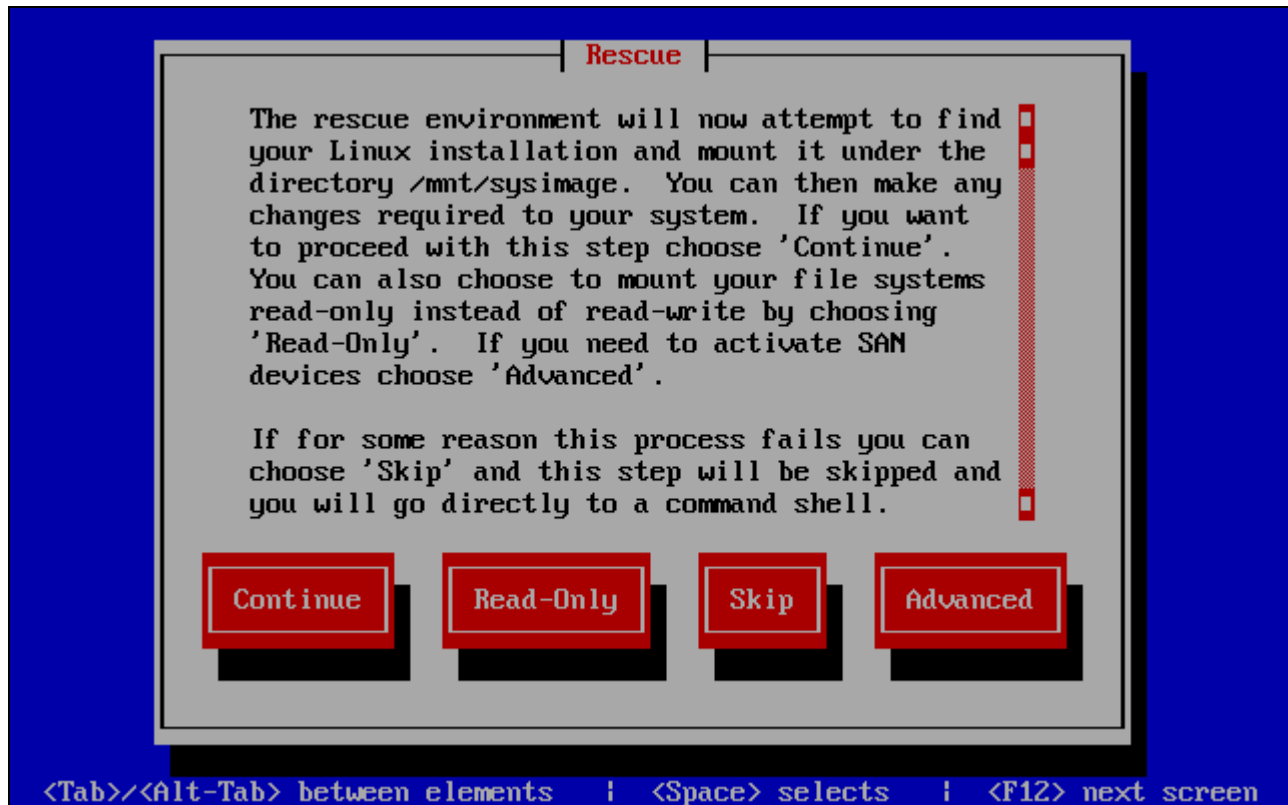 Rescue
The rescue environment will now attempt to find
your Linux installation and mount it under the
directory /mnt/sysimage.  You can then make any
changes required to your system.  If you want
to proceed with this step choose 'Continue'.
You can also choose to mount your file systems
read-only instead of read-write by choosing
'Read-Only'.  If you need to activate SAN
devices choose 'Advanced'.
If for some reason this process fails you can
choose 'Skip' and this step will be skipped and
you will go directly to a command shell.
Continue Read-Only Skip Advanced
<Tab>/<Alt-Tab> between elements | <Space> selects | <F12> next screen